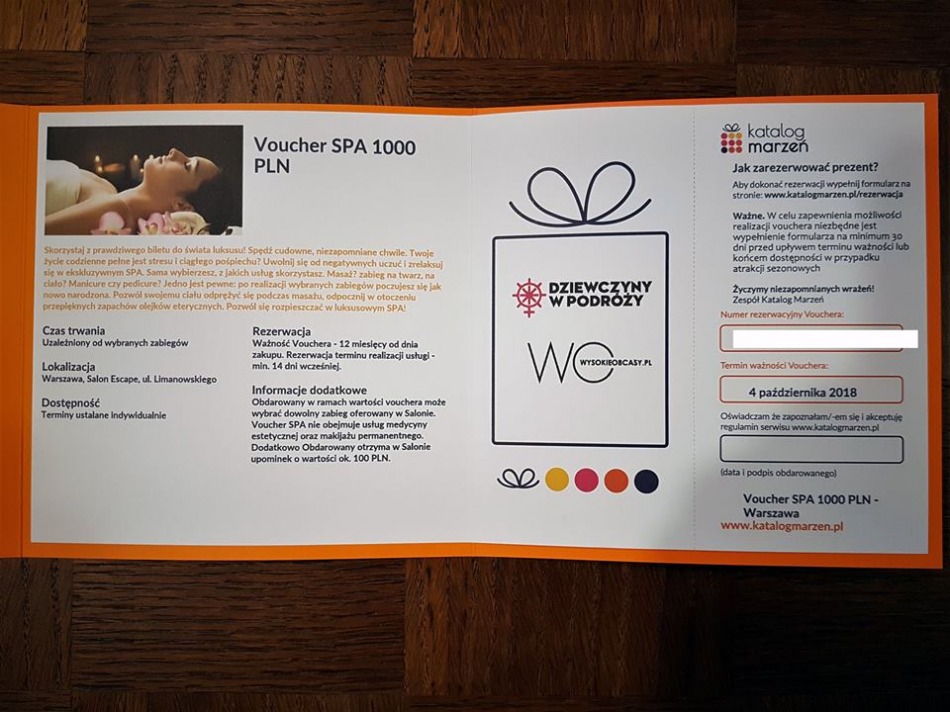 Voucher SPA 1000
PLN
Skorzystaj z prawdziwego biletu do świata luksusu! Spędź cudowne, niezapomniane chwile. Twoje
życie codzienne pełne jest stresu i ciągłego pośpiechu? Uwolnij się od negatywnych uczuć i zrelaksuj
się w ekskluzywnym SPA. Sama wybierzesz, z jakich usług skorzystasz. Masaż? zabieg na twarz, na
ciało? Manicure czy pedicure? Jedno jest pewne: po realizacji wybranych zabiegów poczujesz się jak
nowo narodzona. Pozwól swojemu ciału odprężyć się podczas masażu, odpocznij w otoczeniu
przepięknych zapachów olejków eterycznych. Pozwól się rozpieszczać w luksusowym SPA!
Czas trwania
Uzależniony od wybranych zabiegów
Lokalizacja
Warszawa, Salon Escape, ul. Limanowskiego
Dostępność
Terminy ustalane indywidualnie
Rezerwacja
Ważność Vouchera - 12 miesięcy od dnia
zakupu. Rezerwacja terminu realizacji usługi -
min. 14 dni wcześniej.
Informacje dodatkowe
Obdarowany w ramach wartości vouchera może
wybrać dowolny zabieg oferowany w Salonie.
Voucher SPA nie obejmuje usług medycyny
estetycznej oraz makijażu permanentnego.
Dodatkowo Obdarowany otrzyma w Salonie
upominek o wartości ok. 100 PLN.
DZIEWCZYNY
W PODRÓŻY
WO WYSOKIEOBCASY.PL
katalog
marzeń
Jak zarezerwować prezent?
Aby dokonać rezerwacji wypełnij formularz na
stronie: www.katalogmarzen.pl/rezerwacja
Ważne. W celu zapewnienia możliwości
realizacji vouchera niezbędne jest
wypełnienie formularza na minimum 30
dni przed upływem terminu ważności lub
końcem dostępności w przypadku
atrakcji sezonowych
Życzymy niezapomnianych wrażeń!
Zespół Katalog Marzeń
Numer rezerwacyjny Vouchera:
Termin ważności Vouchera:
4 października 2018
Oświadczam że zapoznałam/-em się i akceptuję
regulamin serwisu www.katalogmarzen.pl
(data i podpis obdarowanego)
Voucher SPA 1000 PLN -
Warszawa
www.katalogmarzen.pl